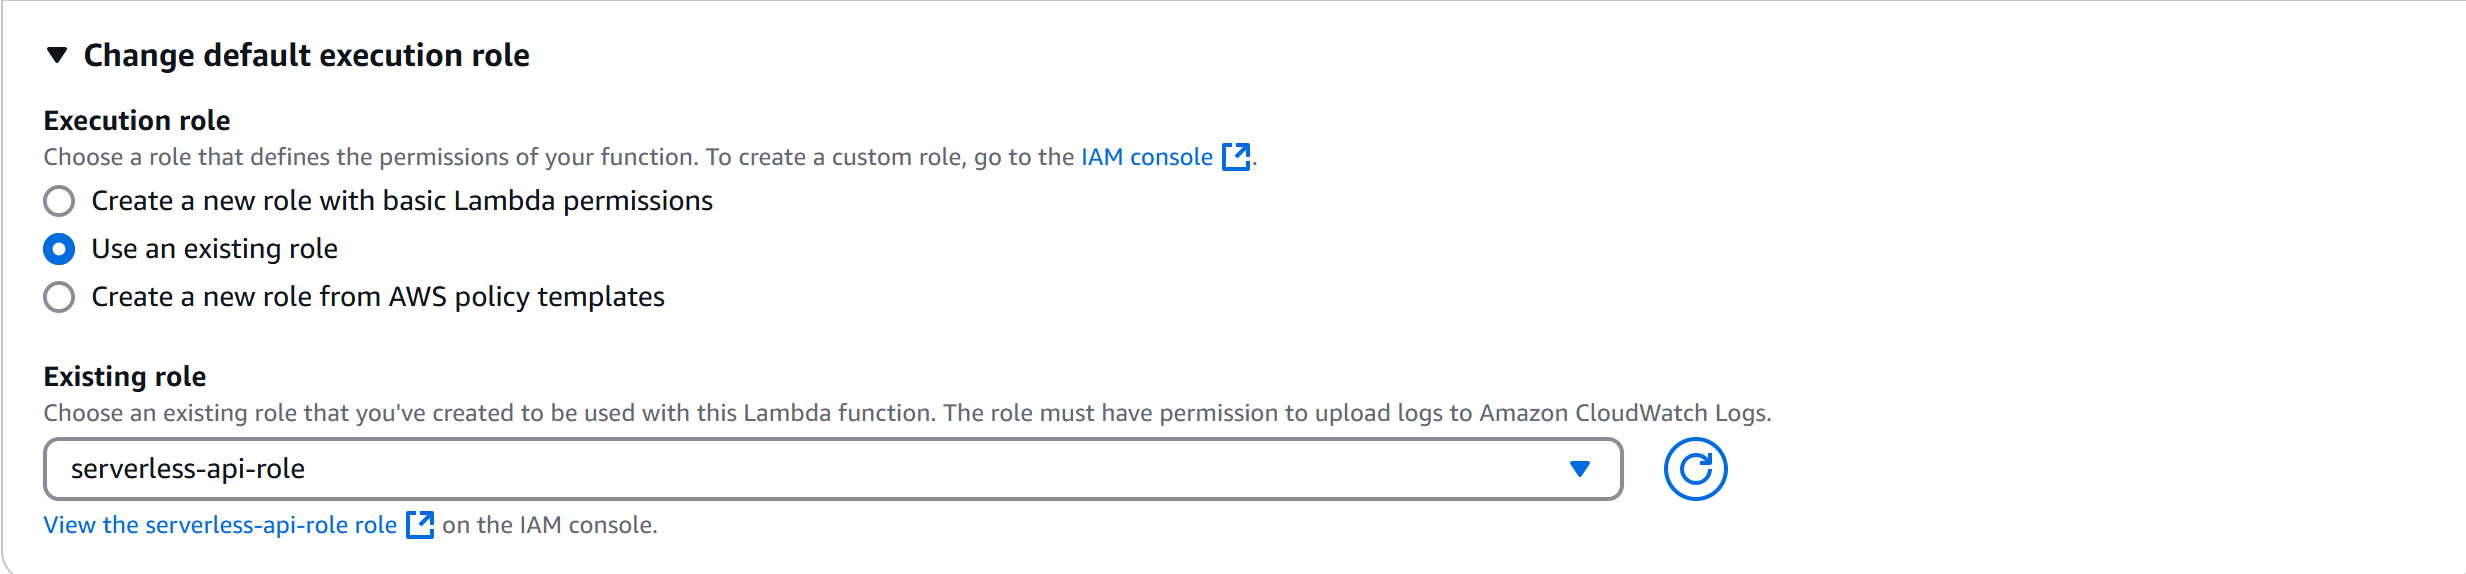 Change default execution role
Execution role
Choose a role that defines the permissions of your function. To create a custom role, go to the IAM console.
Create a new role with basic Lambda permissions
Use an existing role
Create a new role from AWS policy templates
Existing role
Choose an existing role that you've created to be used with this Lambda function. The role must have permission to upload logs to Amazon CloudWatch Logs.
serverless-api-role
View the serverless-api-role role on the IAM console.